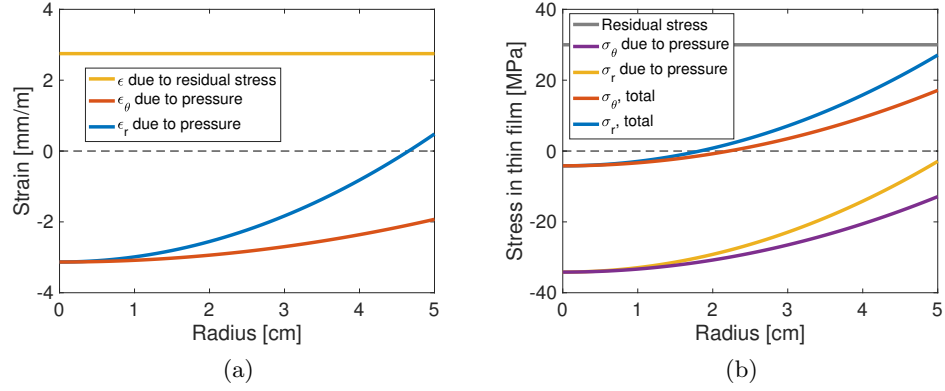 Strain [mm/m]
4
2
0
-2
-4
ϵ due to residual stress
ϵθ due to pressure
ϵr due to pressure
0 1 2 3 4 5
Radius [cm]
(a)
Stress in thin film [MPa]
40
20
0
-20
-40
Residual stress
σθ due to pressure
σr due to pressure
σθ, total
σr, total
0 1 2 3 4 5
Radius [cm]
(b)